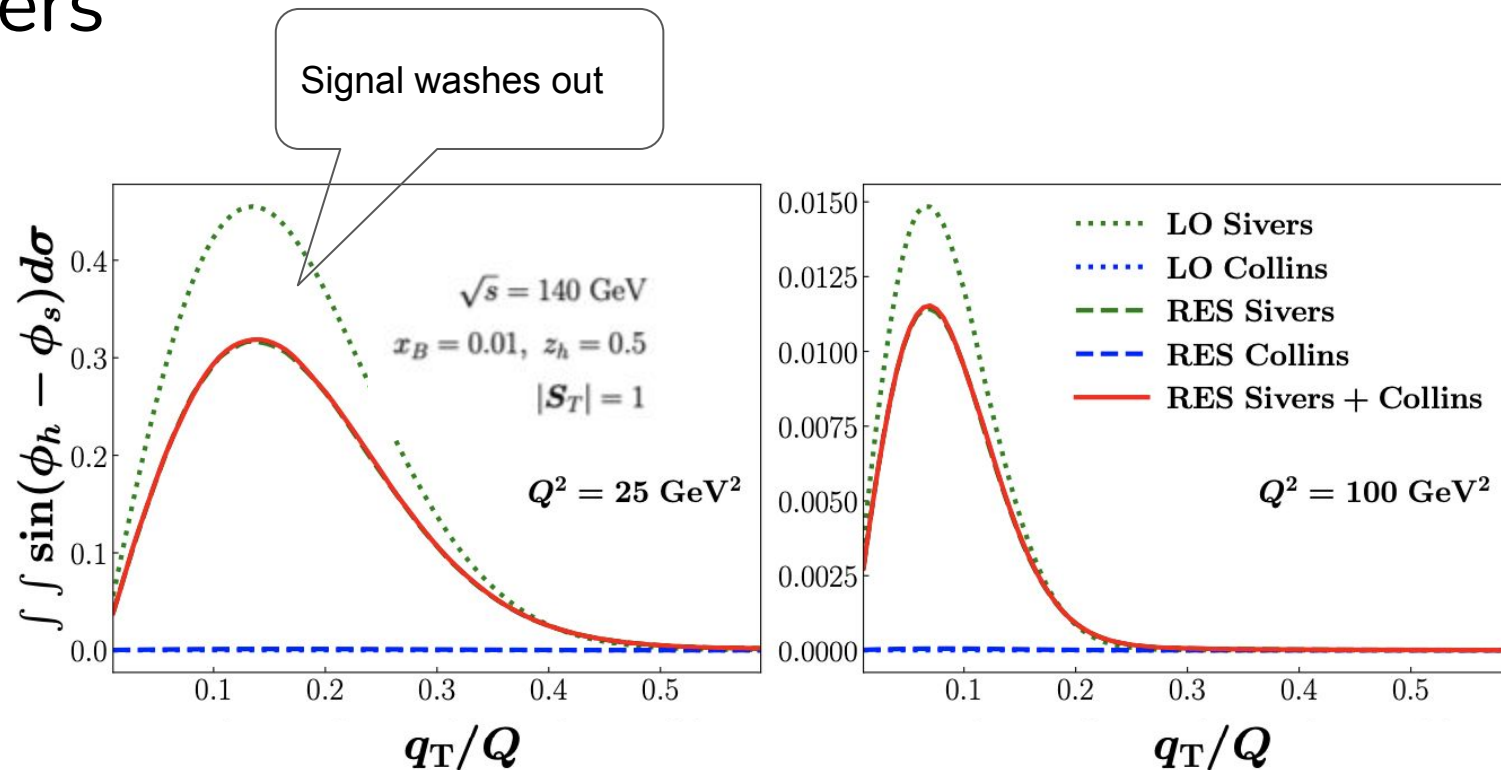 ers
Signal washes out
∫ ∫ sin(ϕ_h − ϕ_s)dσ
0.4
0.3
0.2
0.1
0.0
√s = 140 GeV
x_B = 0.01, z_h = 0.5
|S_T| = 1
Q² = 25 GeV²
0.1 0.2 0.3 0.4 0.5
q_T/Q
0.0150
0.0125
0.0100
0.0075
0.0050
0.0025
0.0000
LO Sivers
LO Collins
RES Sivers
RES Collins
RES Sivers + Collins
Q² = 100 GeV²
0.1 0.2 0.3 0.4 0.5
q_T/Q